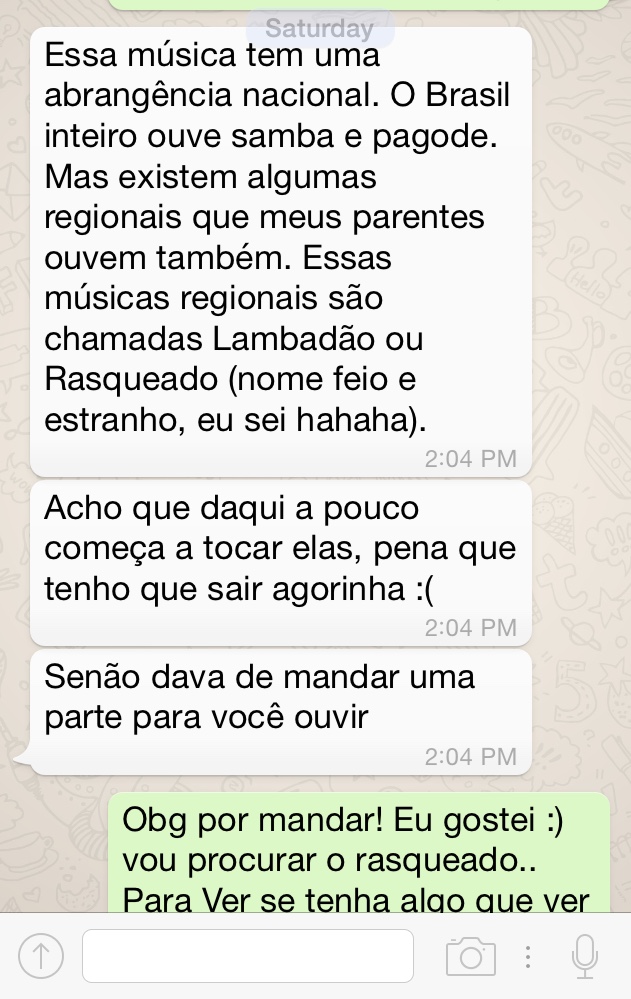 Saturday
Essa música tem uma
abrangência nacional. O Brasil
inteiro ouve samba e pagode.
Mas existem algumas
regionais que meus parentes
ouvem também. Essas
músicas regionais são
chamadas Lambadão ou
Rasqueado (nome feio e
estranho, eu sei hahaha).
2:04 PM
Acho que daqui a pouco
começa a tocar elas, pena que
tenho que sair agorinha :(
2:04 PM
Senão dava de mandar uma
parte para você ouvir
2:04 PM
Obg por mandar! Eu gostei :)
vou procurar o rasqueado..
Para Ver se tenha algo que ver